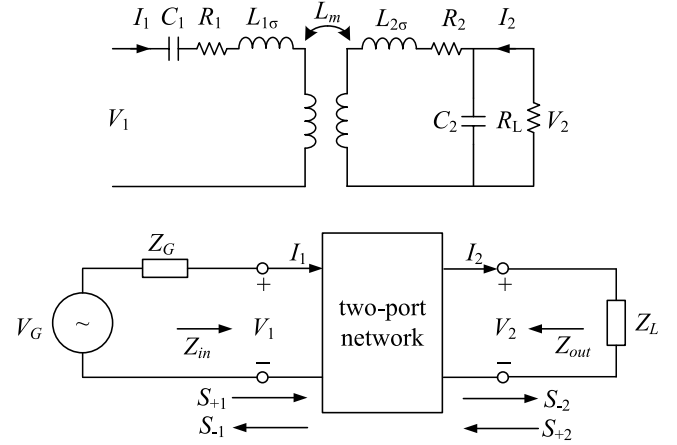 I1 C1 R1 L1σ Lm L2σ R2 I2
V1 C2 RL V2
ZG I1 I2
+ +
VG ~ Zin V1 two-port network V2 Zout ZL
− −
S+1 S-2
S-1 S+2